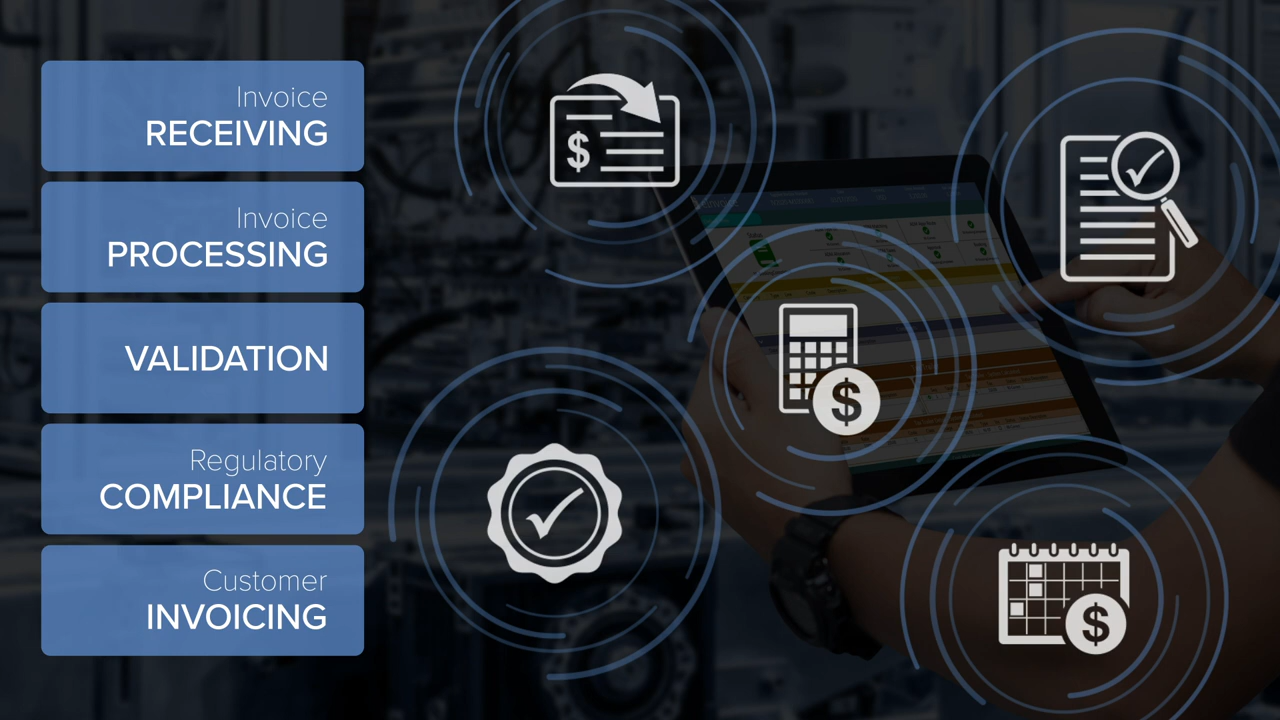 Invoice
RECEIVING
Invoice
PROCESSING
VALIDATION
Regulatory
COMPLIANCE
Customer
INVOICING
$
$
$